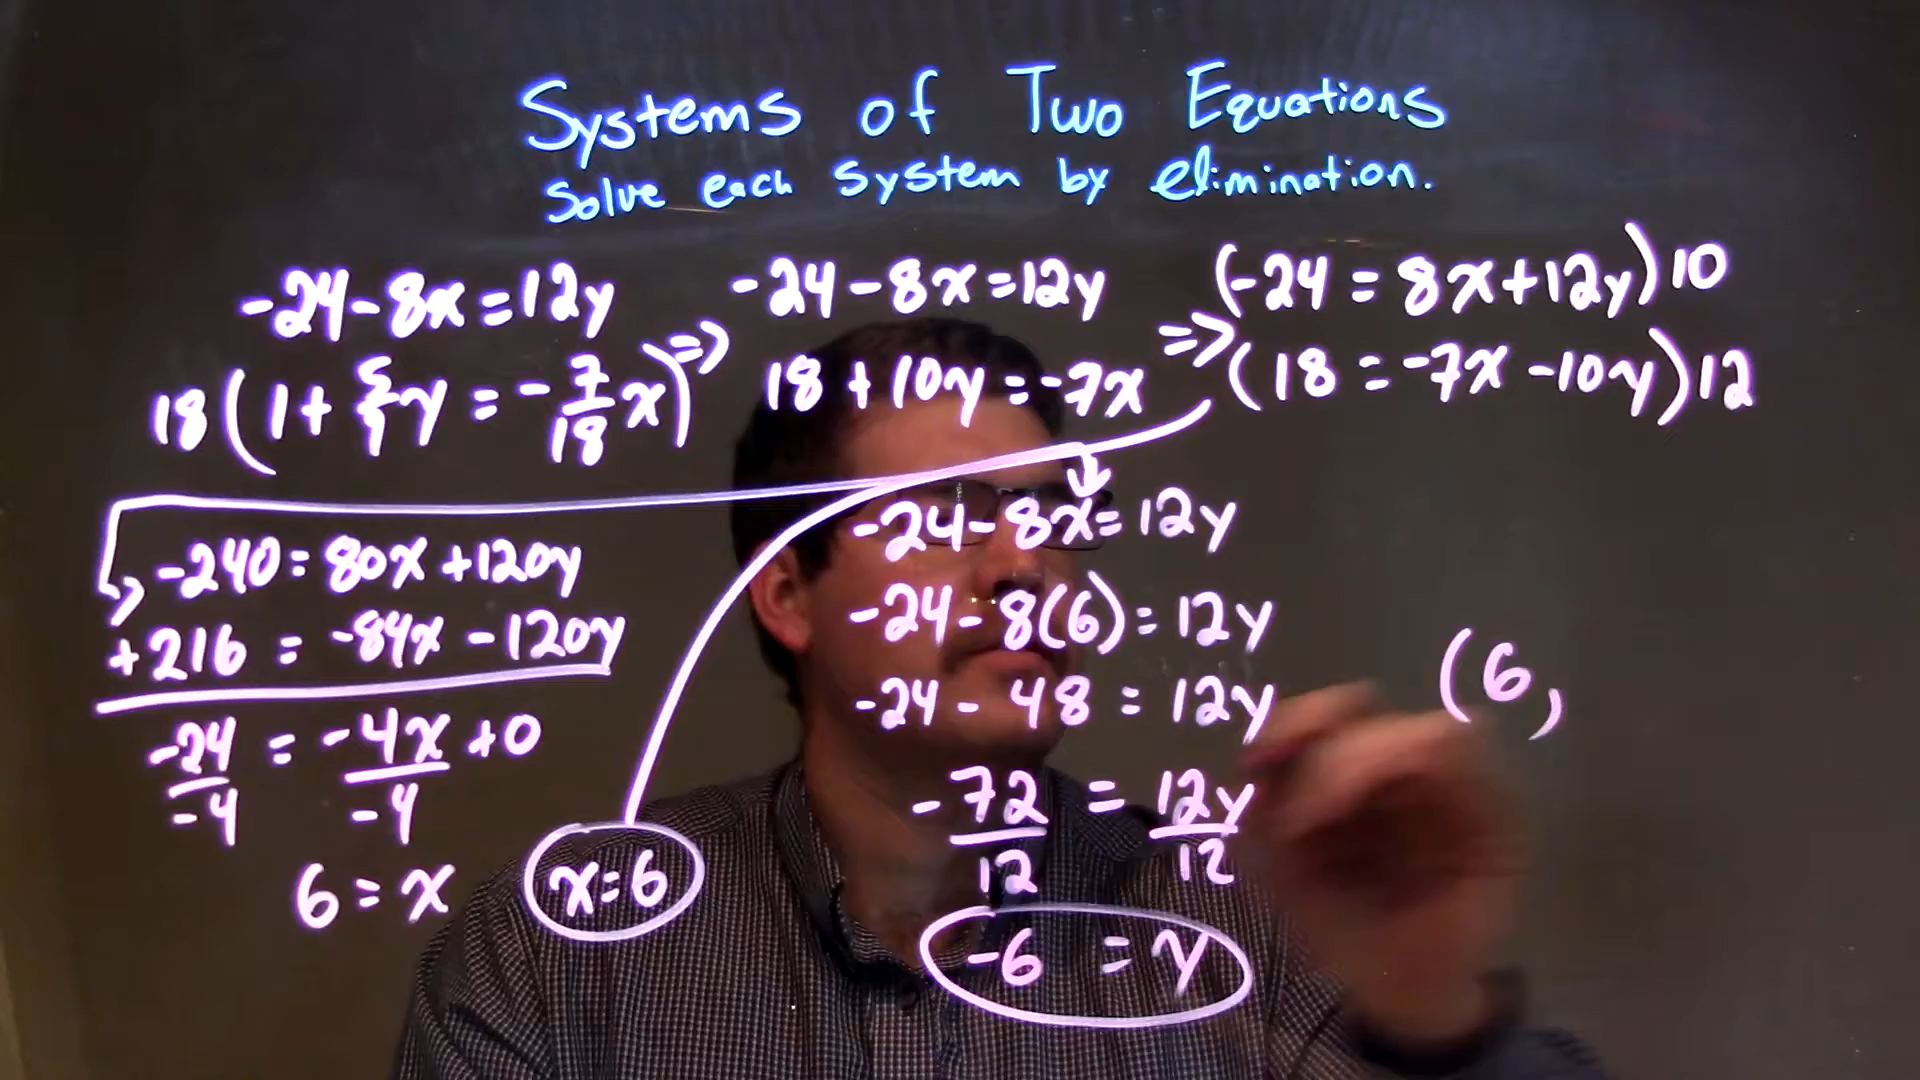 Systems of Two Equations
Solve each system by elimination.
-24-8x=12y
18(1+5/9y=-7/18x) =>
-24-8x=12y
18+10y=-7x =>
(-24=8x+12y)10
(18=-7x-10y)12
-240=80x+120y
+216=-84x-120y
-24/-4=-4x/-4+0
6=x
x=6
-24-8x=12y
-24-8(6)=12y
-24-48=12y
-72/12=12y/12
-6=y
(6,